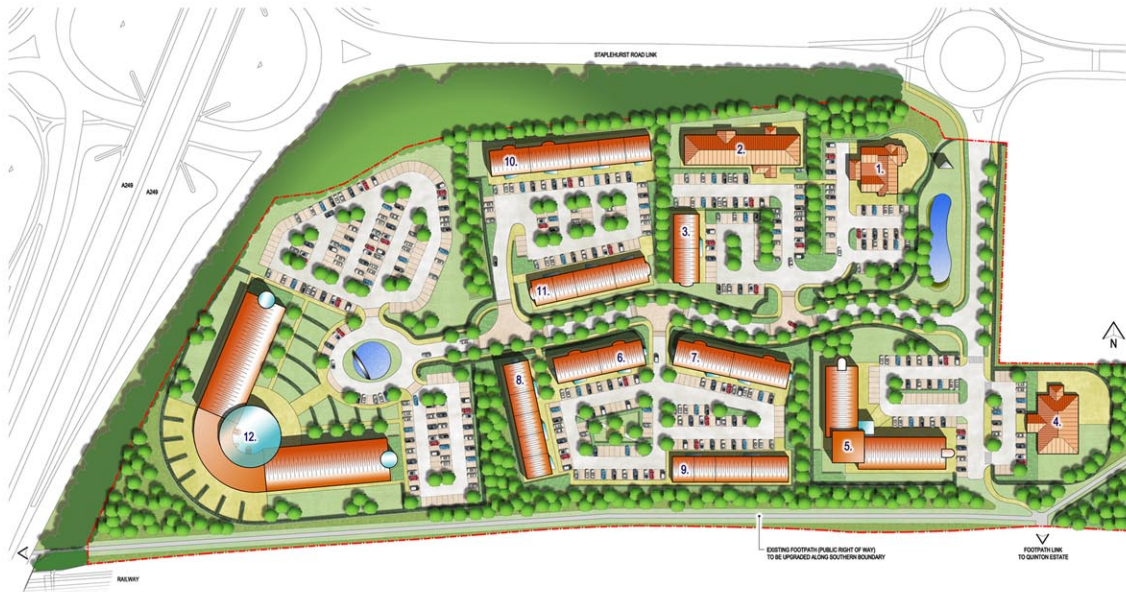 STAPLEHURST ROAD LINK
A249
A249
10.
2.
1.
3.
11.
N
6.
7.
8.
4.
12.
5.
9.
EXISTING FOOTPATH (PUBLIC RIGHT OF WAY)
TO BE UPGRADED ALONG SOUTHERN BOUNDARY
FOOTPATH LINK
TO QUINTON ESTATE
RAILWAY